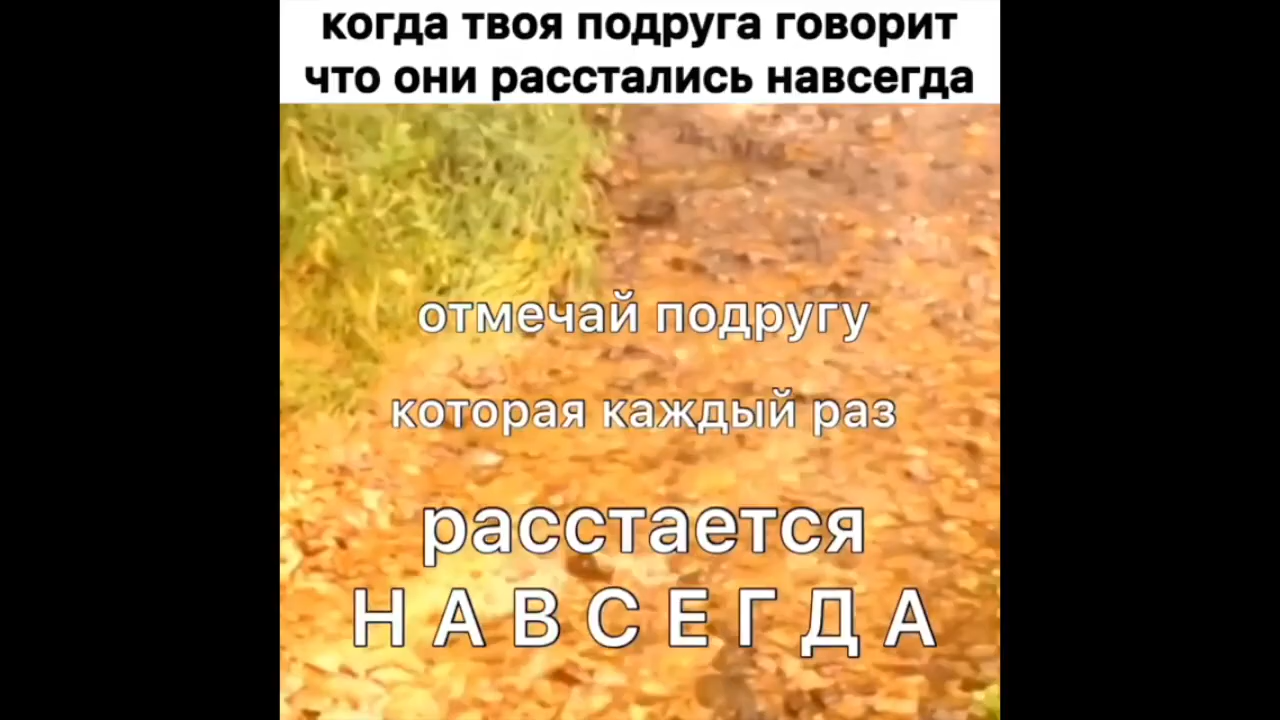 когда твоя подруга говорит
что они расстались навсегда
отмечай подругу
которая каждый раз
расстается
НАВСЕГДА